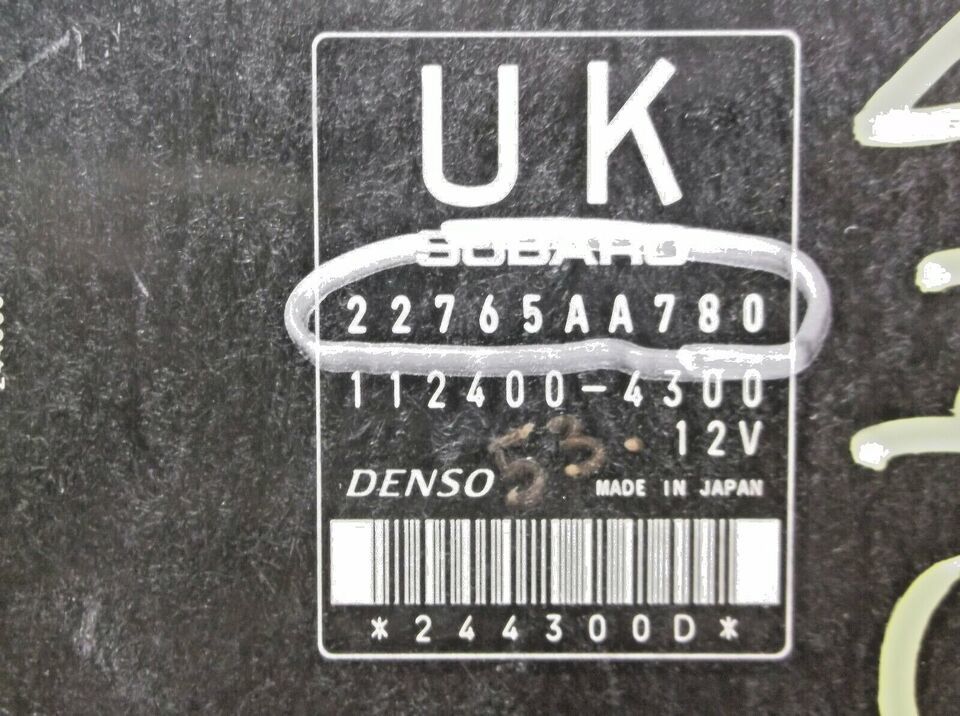 UK
SUBARU
22765AA780
112400-4300
12V
53.
DENSO
MADE IN JAPAN
*244300D*